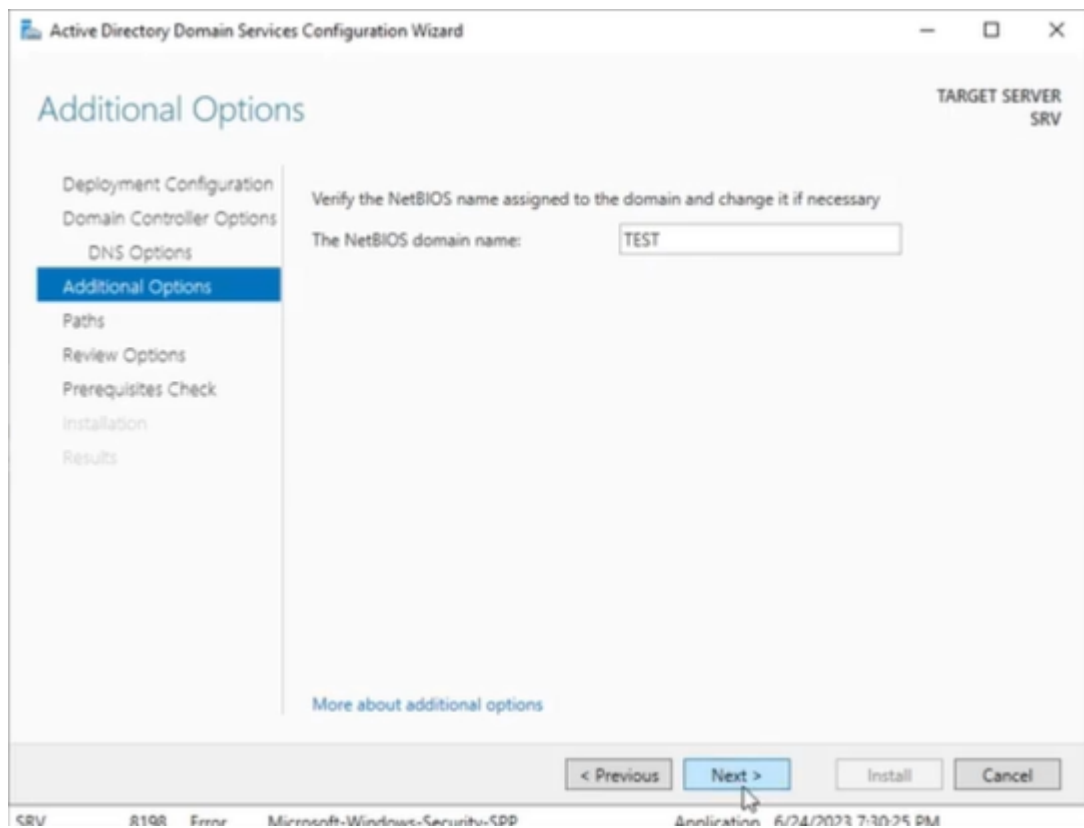 Active Directory Domain Services Configuration Wizard
Additional Options
TARGET SERVER
SRV
Deployment Configuration
Domain Controller Options
DNS Options
Additional Options
Paths
Review Options
Prerequisites Check
Installation
Results
Verify the NetBIOS name assigned to the domain and change it if necessary
The NetBIOS domain name: TEST
More about additional options
< Previous Next > Install Cancel
SRV 8198 Error Microsoft-Windows-Security-SPP Application 6/24/2023 7:30:25 PM